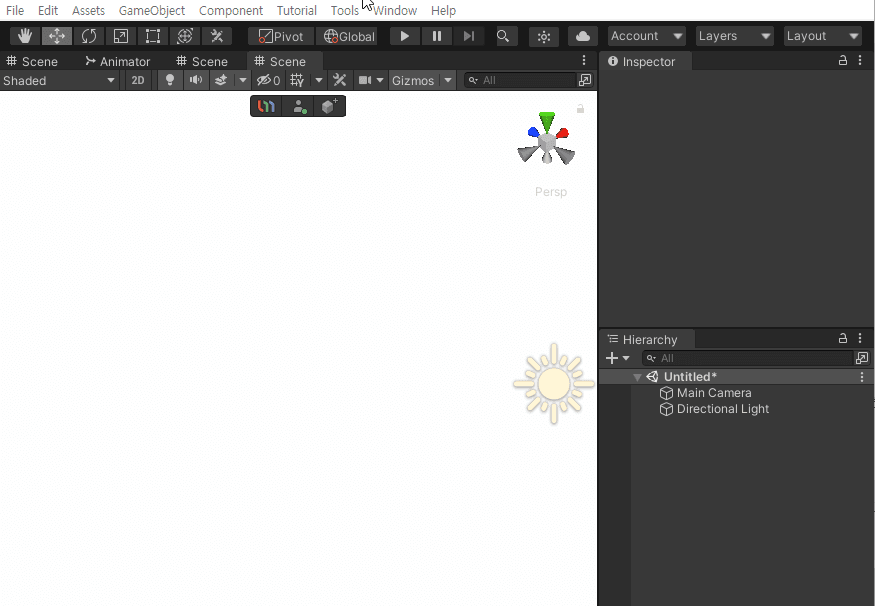 File Edit Assets GameObject Component Tutorial Tools Window Help
Pivot Global Account Layers Layout
Scene Animator Scene Scene Inspector
Shaded 2D 0 Gizmos All
Persp
Hierarchy
All
Untitled*
Main Camera
Directional Light